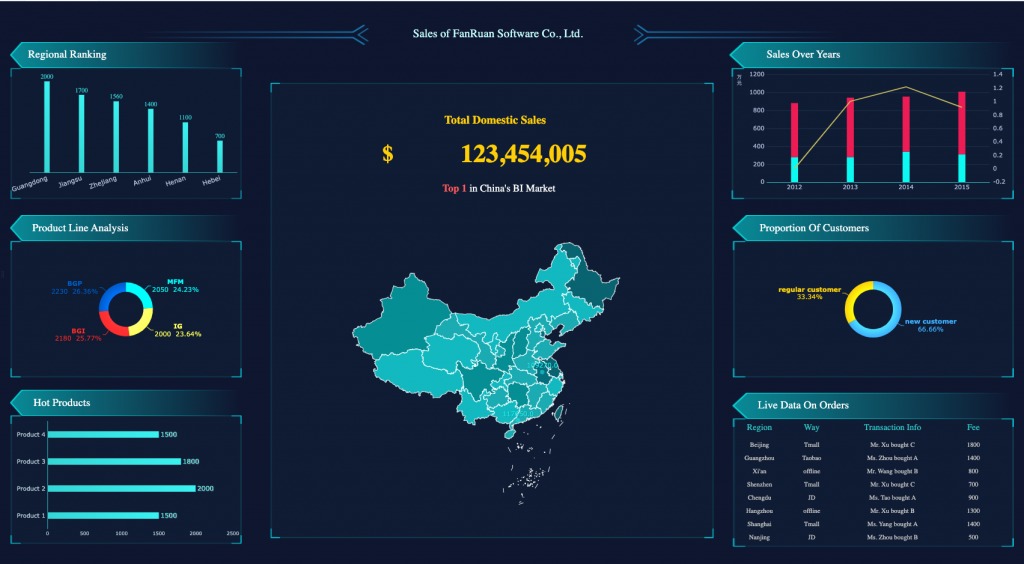 Sales of FanRuan Software Co., Ltd.
Regional Ranking
2000
1700
1560
1400
1100
700
Guangdong
Jiangsu
Zhejiang
Anhui
Henan
Hebei
Product Line Analysis
BGP
2230 26.36%
MFM
2050 24.23%
BGI
2180 25.77%
IG
2000 23.64%
Hot Products
Product 4
1500
Product 3
1800
Product 2
2000
Product 1
1500
0 500 1000 1500 2000 2500
Total Domestic Sales
$ 123,454,005
Top 1 in China's BI Market
Sales Over Years
1200
1000
800
600
400
200
0
1.4
1.2
1
0.8
0.6
0.4
0.2
0
-0.2
2012 2013 2014 2015
Proportion Of Customers
regular customer
33.34%
new customer
66.66%
Live Data On Orders
Region Way Transaction Info Fee
Beijing Tmall Mr. Xu bought C 1800
Guangzhou Taobao Ms. Zhou bought A 1400
Xi'an offline Mr. Wang bought B 800
Shenzhen Tmall Mr. Xu bought C 700
Chengdu JD Ms. Tao bought A 900
Hangzhou offline Mr. Xu bought B 1300
Shanghai Tmall Ms. Yang bought A 1400
Nanjing JD Ms. Zhou bought B 500